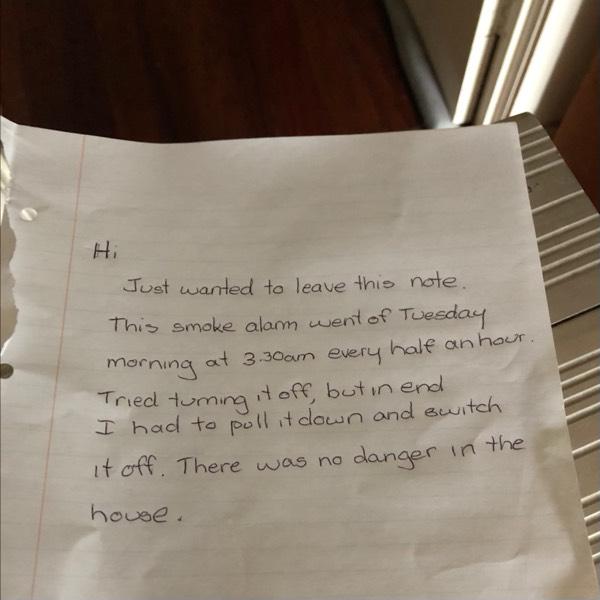 Hi
Just wanted to leave this note.
This smoke alarm went of Tuesday
morning at 3.30am every half an hour.
Tried turning it off, but in end
I had to pull it down and switch
it off. There was no danger in the
house.